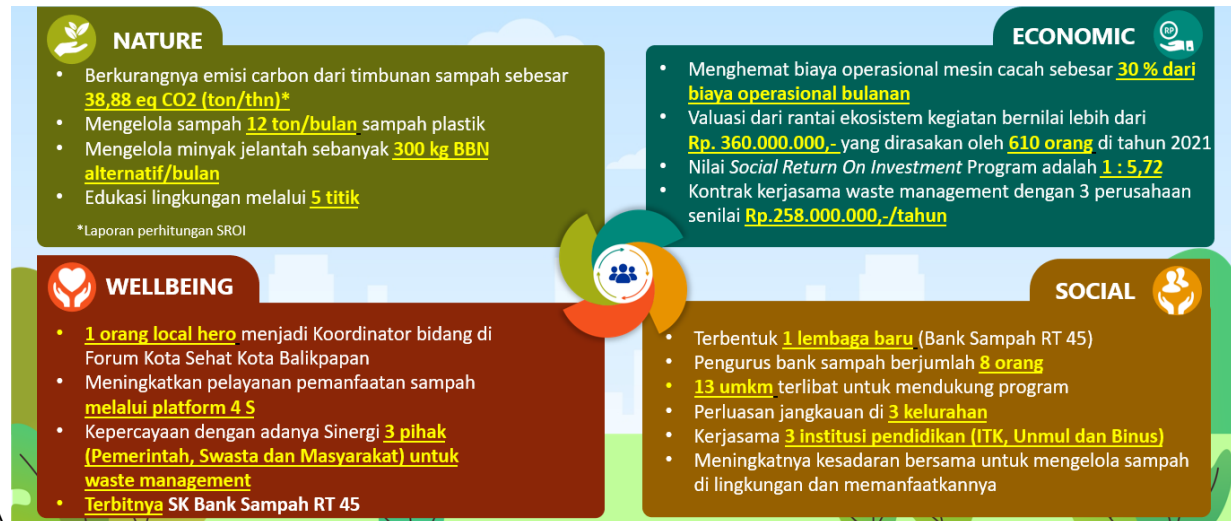 NATURE
• Berkurangnya emisi carbon dari timbunan sampah sebesar
38,88 eq CO2 (ton/thn)*
• Mengelola sampah 12 ton/bulan sampah plastik
• Mengelola minyak jelantah sebanyak 300 kg BBN
alternatif/bulan
• Edukasi lingkungan melalui 5 titik
*Laporan perhitungan SROI
ECONOMIC
RP
• Menghemat biaya operasional mesin cacah sebesar 30 % dari
biaya operasional bulanan
• Valuasi dari rantai ekosistem kegiatan bernilai lebih dari
Rp. 360.000.000,- yang dirasakan oleh 610 orang di tahun 2021
• Nilai Social Return On Investment Program adalah 1 : 5,72
• Kontrak kerjasama waste management dengan 3 perusahaan
senilai Rp.258.000.000,-/tahun
WELLBEING
• 1 orang local hero menjadi Koordinator bidang di
Forum Kota Sehat Kota Balikpapan
• Meningkatkan pelayanan pemanfaatan sampah
melalui platform 4 S
• Kepercayaan dengan adanya Sinergi 3 pihak
(Pemerintah, Swasta dan Masyarakat) untuk
waste management
• Terbitnya SK Bank Sampah RT 45
SOCIAL
• Terbentuk 1 lembaga baru (Bank Sampah RT 45)
• Pengurus bank sampah berjumlah 8 orang
• 13 umkm terlibat untuk mendukung program
• Perluasan jangkauan di 3 kelurahan
• Kerjasama 3 institusi pendidikan (ITK, Unmul dan Binus)
• Meningkatnya kesadaran bersama untuk mengelola sampah
di lingkungan dan memanfaatkannya